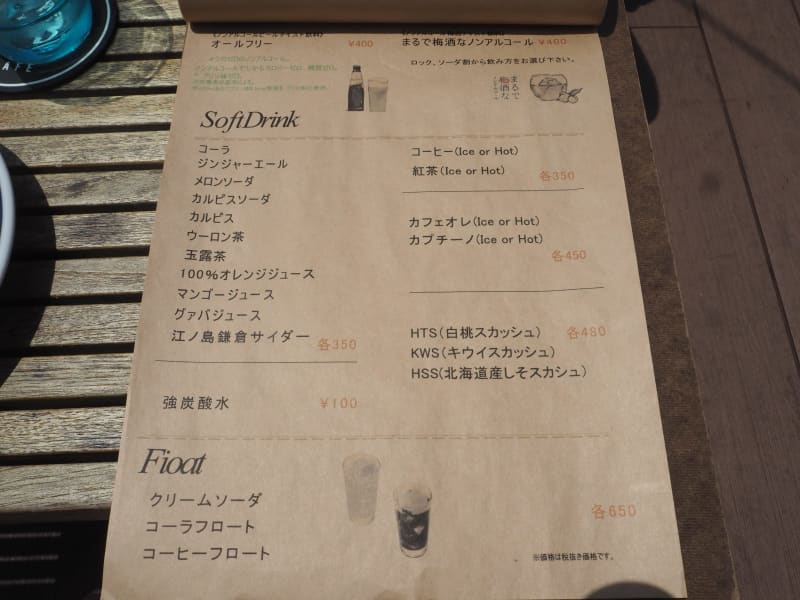 オールフリー ¥400
まるで梅酒なノンアルコール ¥400
ロック、ソーダ割から飲み方をお選び下さい。
まるで
梅酒な
SoftDrink
コーラ
ジンジャーエール
メロンソーダ
カルピスソーダ
カルピス
ウーロン茶
玉露茶
100%オレンジジュース
マンゴージュース
グァバジュース
江ノ島鎌倉サイダー 各350
強炭酸水 ¥100
コーヒー(Ice or Hot)
紅茶(Ice or Hot) 各350
カフェオレ(Ice or Hot)
カプチーノ(Ice or Hot)
各450
HTS(白桃スカッシュ) 各480
KWS(キウイスカッシュ)
HSS(北海道産しそスカシュ)
Fioat
クリームソーダ
コーラフロート
コーヒーフロート
各650
※価格は税抜き価格です。
CAFE